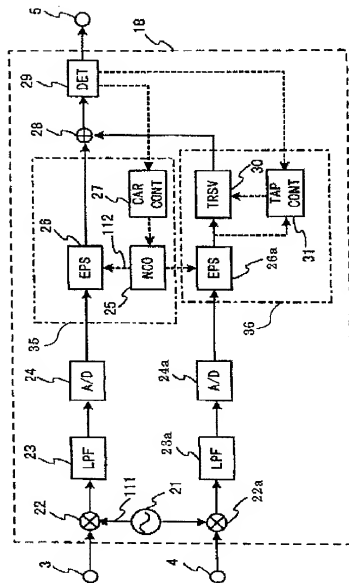 18
22
23
24
26
28
29
3
LPF
A/D
EPS
DET
5
111
112
27
21
NCO
CAR
CONT
25
35
22a
23a
24a
30
4
LPF
A/D
EPS
TRSV
26a
TAP
CONT
31
36